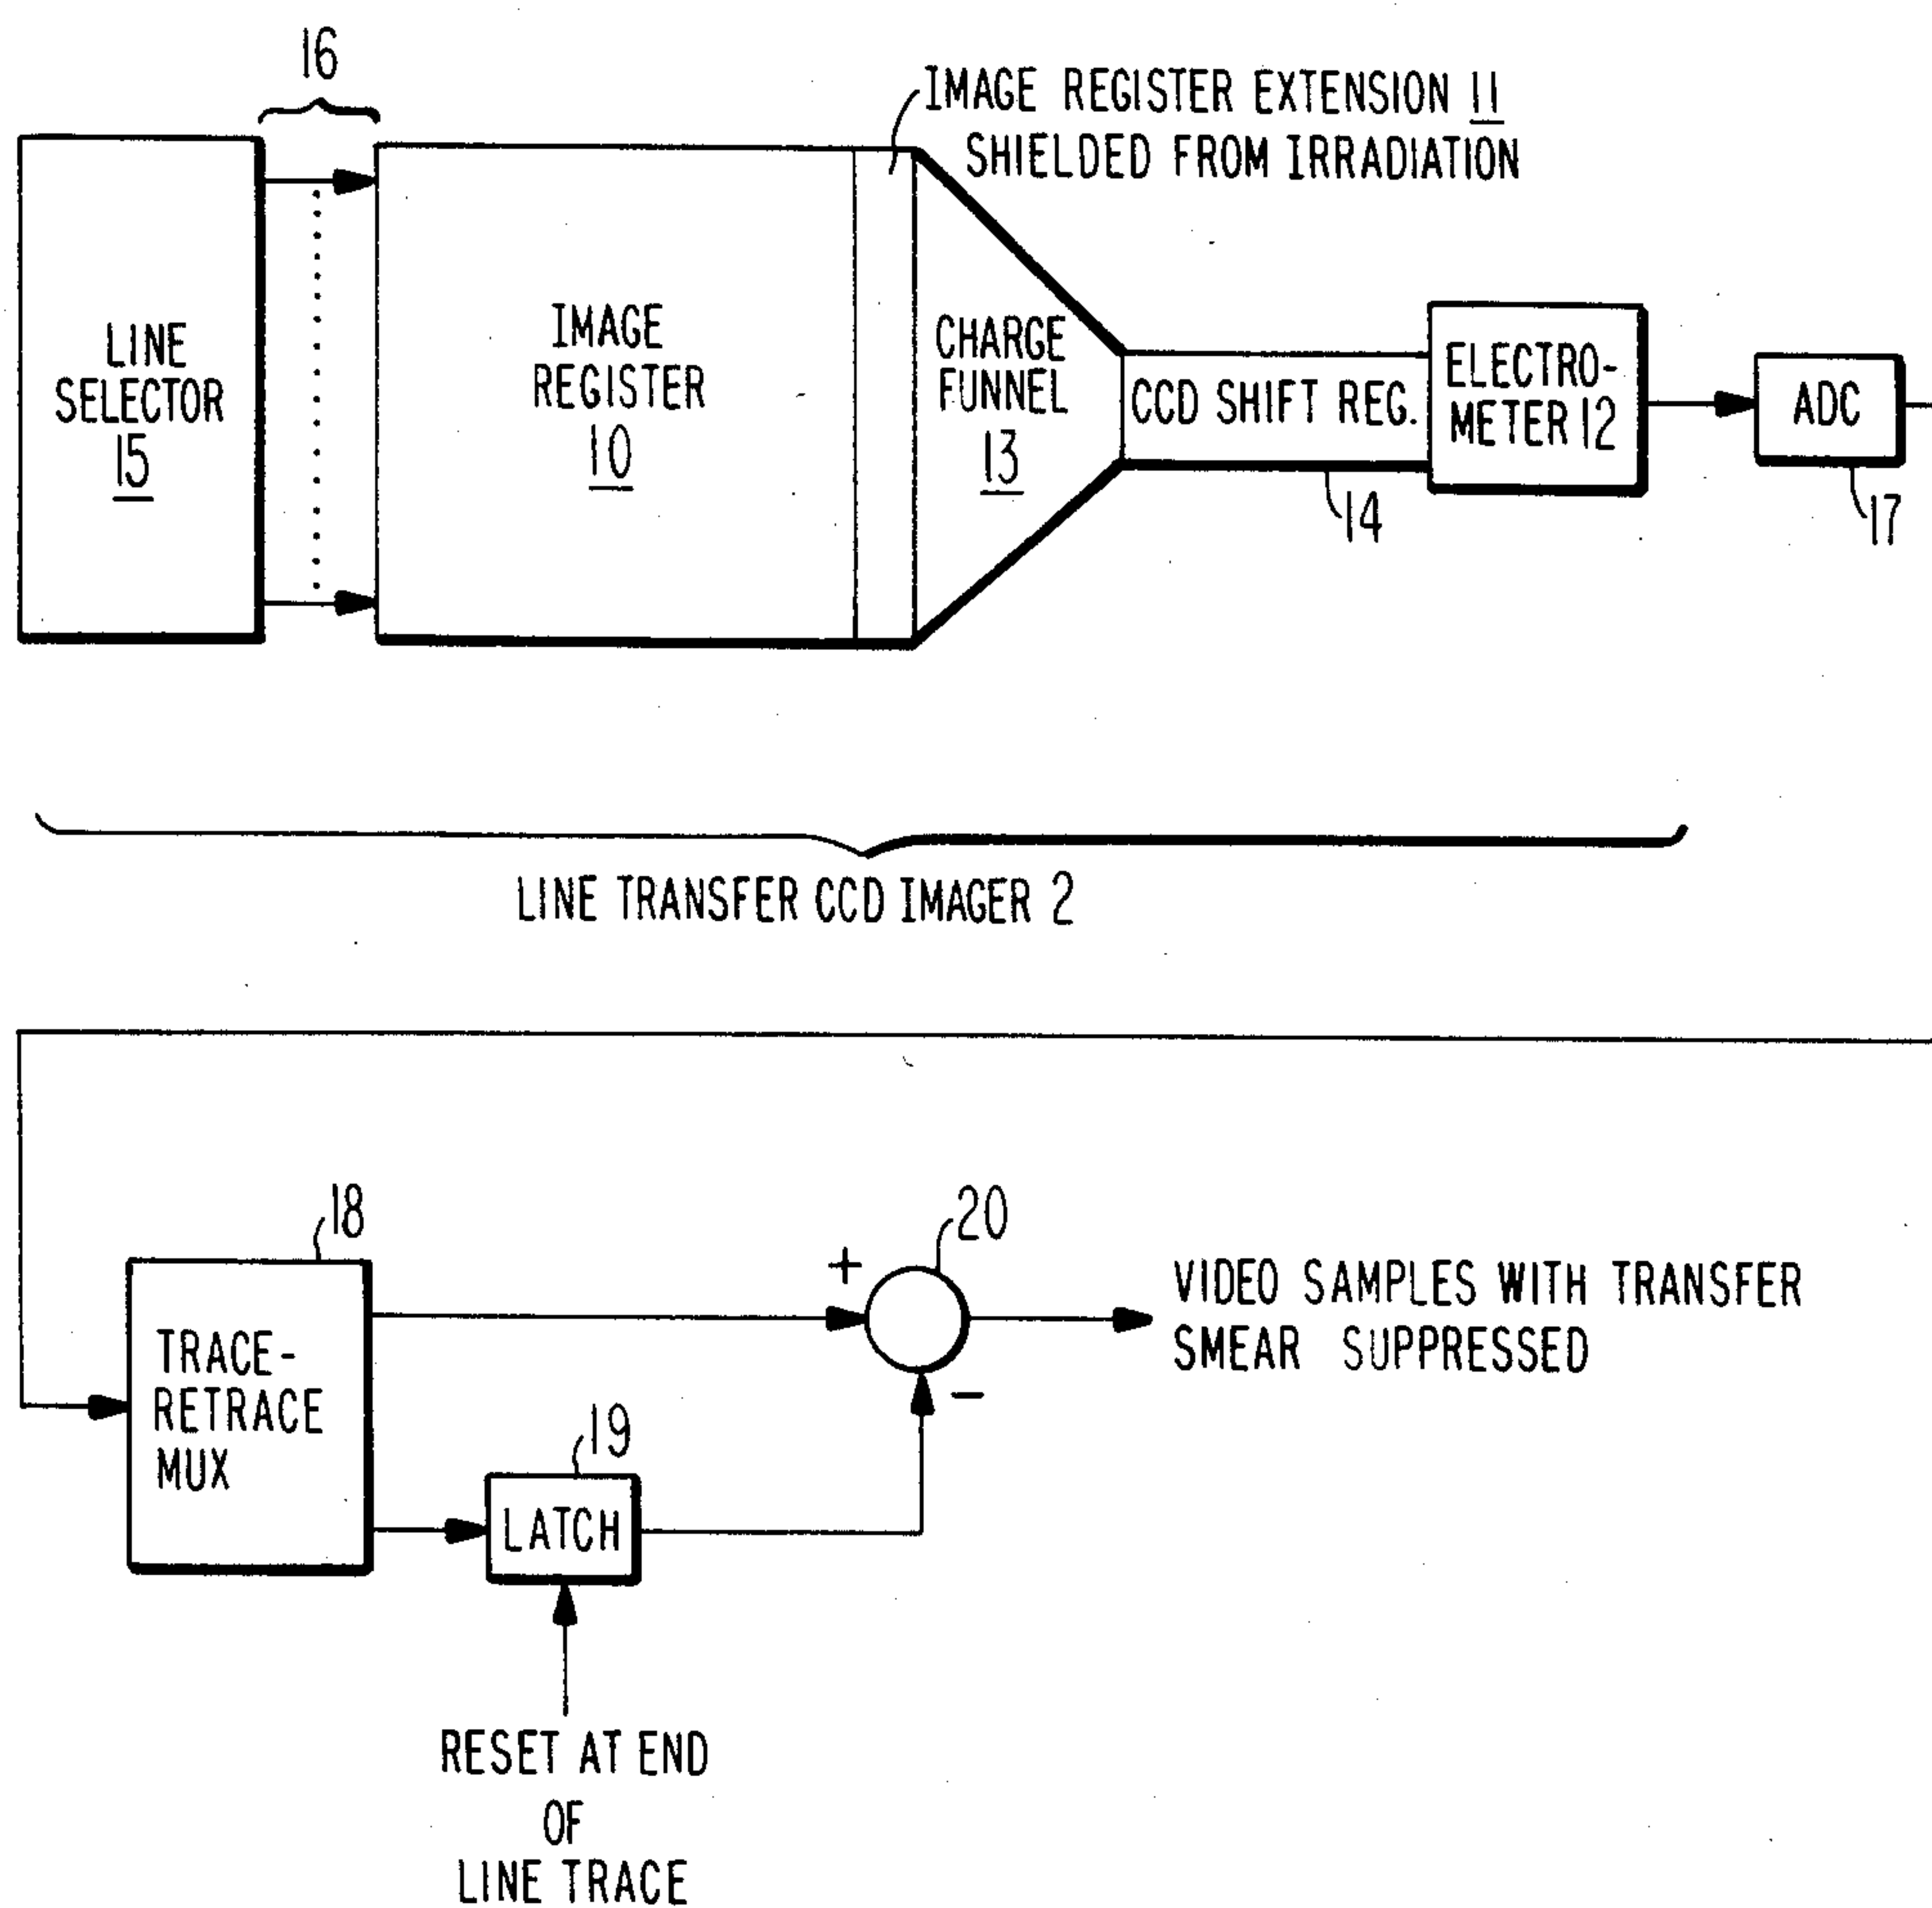 16
IMAGE REGISTER EXTENSION 11
SHIELDED FROM IRRADIATION
LINE
SELECTOR
15
IMAGE
REGISTER
10
CHARGE
FUNNEL
13
CCD SHIFT REG.
14
ELECTRO-
METER 12
ADC
17
LINE TRANSFER CCD IMAGER 2
18
TRACE-
RETRACE
MUX
19
LATCH
+
20
−
VIDEO SAMPLES WITH TRANSFER
SMEAR SUPPRESSED
RESET AT END
OF
LINE TRACE